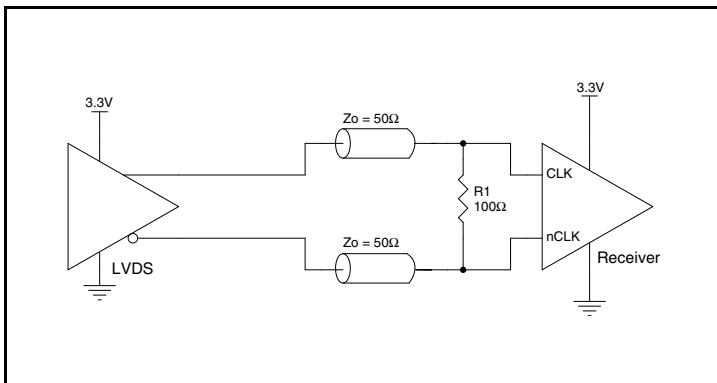 3.3V
3.3V
Zo = 50Ω
CLK
R1
100Ω
nCLK
Zo = 50Ω
Receiver
LVDS